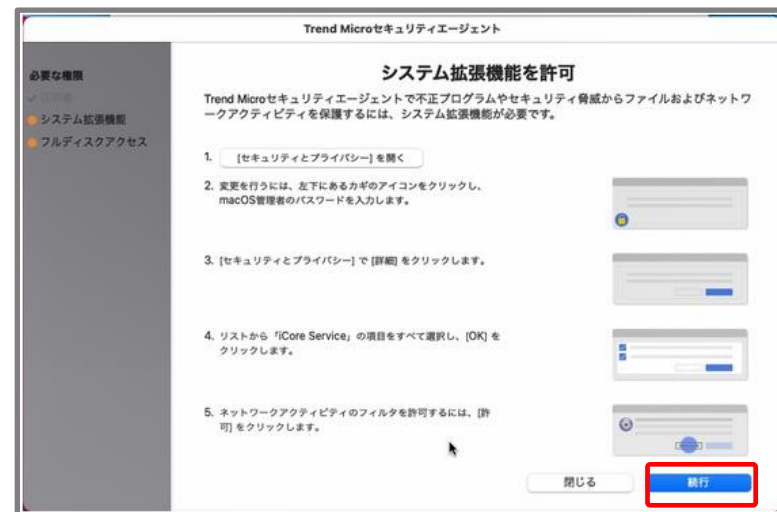 Trend Microセキュリティエージェント
必要な権限
システム拡張機能
フルディスクアクセス
システム拡張機能を許可
Trend Microセキュリティエージェントで不正プログラムやセキュリティ脅威からファイルおよびネットワ
ークアクティビティを保護するには、システム拡張機能が必要です。
1. [セキュリティとプライバシー] を開く
2. 変更を行うには、左下にあるカギのアイコンをクリックし、
macOS管理者のパスワードを入力します。
3. [セキュリティとプライバシー] で [詳細] をクリックします。
4. リストから「iCore Service」の項目をすべて選択し、[OK] を
クリックします。
5. ネットワークアクティビティのフィルタを許可するには、[許
可] をクリックします。
閉じる
続行